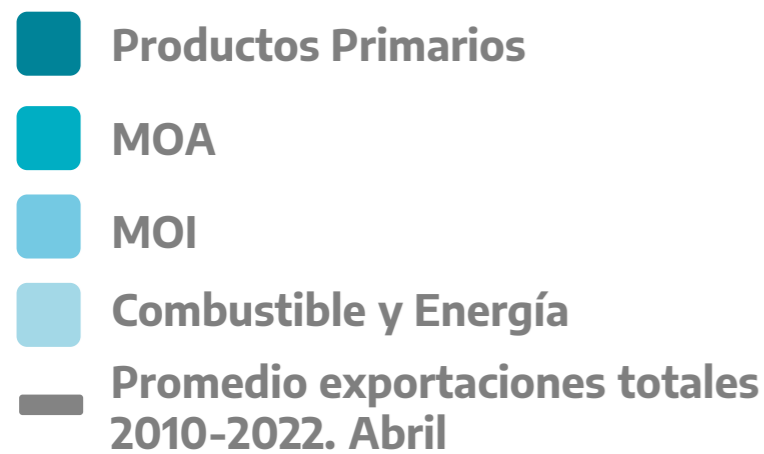 Productos Primarios
MOA
MOI
Combustible y Energía
Promedio exportaciones totales
2010-2022. Abril